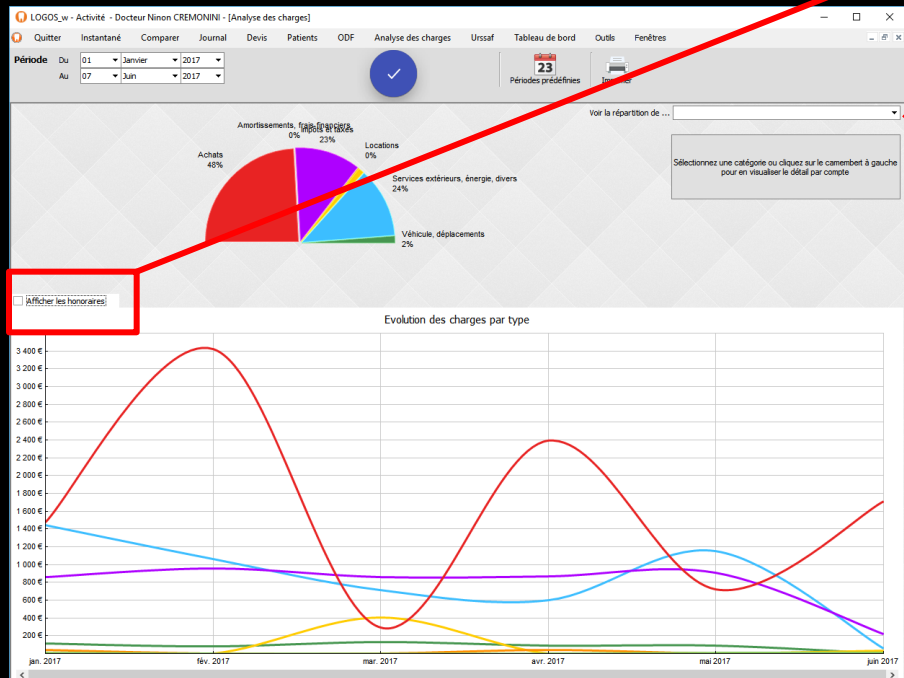 LOGOS_w - Activité - Docteur Ninon CREMONINI - [Analyse des charges]
Quitter Instantané Comparer Journal Devis Patients ODF Analyse des charges Urssaf Tableau de bord Outils Fenêtres
Période Du 01 Janvier 2017
Au 07 Juin 2017
23
Périodes prédéfinies
Voir la répartition de ...
Sélectionnez une catégorie ou cliquez sur le camembert à gauche
pour en visualiser le détail par compte
Amortissements, frais financiers
0%
Impôts et taxes
23%
Locations
0%
Achats
48%
Services extérieurs, énergie, divers
24%
Véhicule, déplacements
2%
Afficher les honoraires
Evolution des charges par type
3 400 €
3 200 €
3 000 €
2 800 €
2 600 €
2 400 €
2 200 €
2 000 €
1 800 €
1 600 €
1 400 €
1 200 €
1 000 €
800 €
600 €
400 €
200 €
jan. 2017 fév. 2017 mar. 2017 avr. 2017 mai 2017 juin 2017